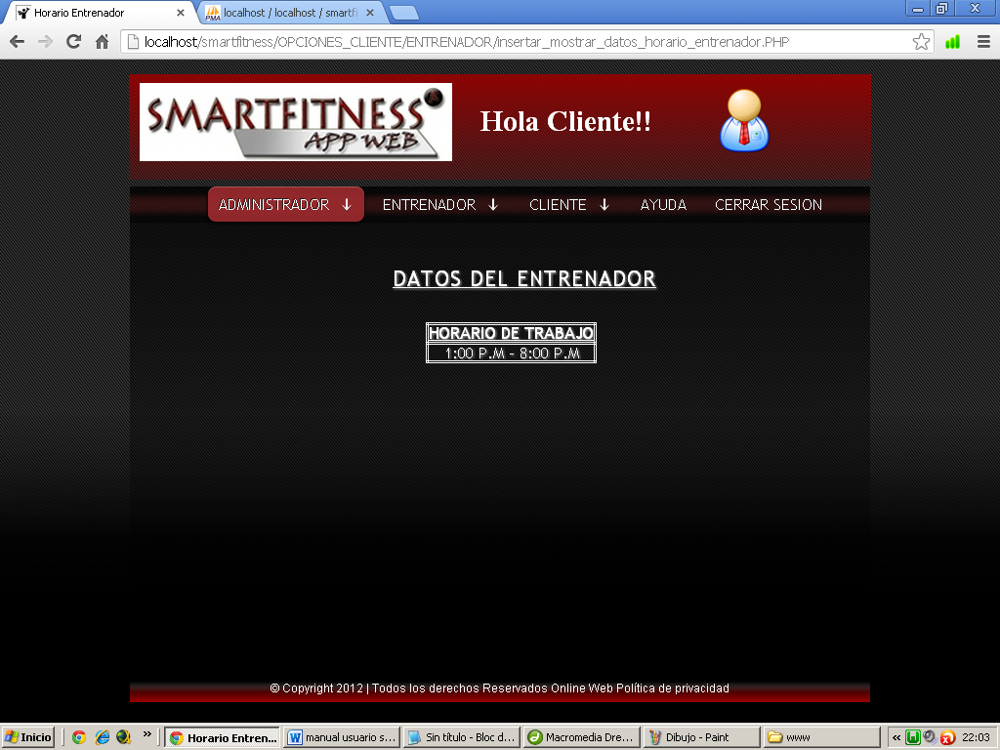 Horario Entrenador
localhost / localhost / smartfi
localhost/smartfitness/OPCIONES_CLIENTE/ENTRENADOR/insertar_mostrar_datos_horario_entrenador.PHP
SMARTFITNESS
APP WEB
Hola Cliente!!
ADMINISTRADOR ↓ ENTRENADOR ↓ CLIENTE ↓ AYUDA CERRAR SESION
DATOS DEL ENTRENADOR
HORARIO DE TRABAJO
1:00 P.M - 8:00 P.M
© Copyright 2012 | Todos los derechos Reservados Online Web Política de privacidad
Inicio
Horario Entren...
manual usuario s...
Sin título - Bloc d...
Macromedia Dre...
Dibujo - Paint
www
22:03